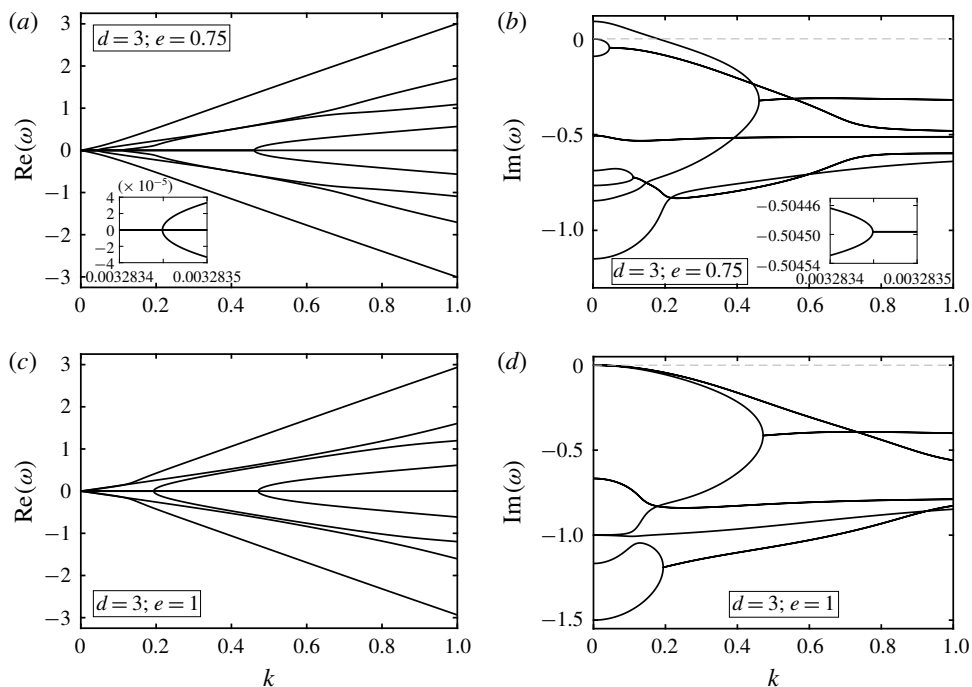 (a)
(b)
d = 3; e = 0.75
3
2
1
0
−1
−2
−3
Re(ω)
(× 10⁻⁵)
4
2
0
−2
−4
−0.0032834
−0.0032835
0 0.2 0.4 0.6 0.8 1.0
0
−0.5
−1.0
Im(ω)
d = 3; e = 0.75
−0.50446
−0.50450
−0.50454
0.0032834
−0.0032835
0 0.2 0.4 0.6 0.8 1.0
(c)
(d)
3
2
1
0
−1
−2
−3
Re(ω)
d = 3; e = 1
0 0.2 0.4 0.6 0.8 1.0
k
0
−0.5
−1.0
−1.5
Im(ω)
d = 3; e = 1
0 0.2 0.4 0.6 0.8 1.0
k